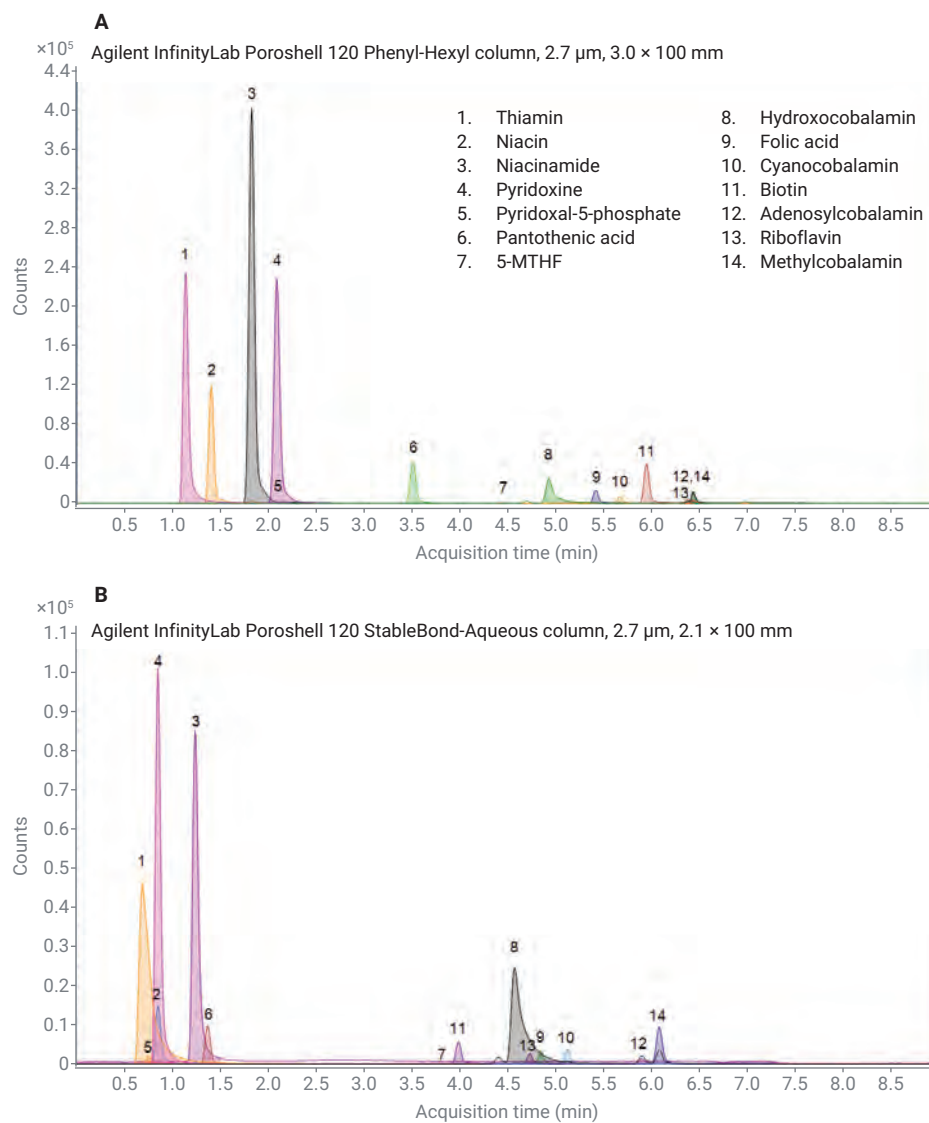 A
Agilent InfinityLab Poroshell 120 Phenyl-Hexyl column, 2.7 µm, 3.0 × 100 mm
×10⁵
4.4
4.0
3.6
3.2
2.8
2.4
2.0
1.6
1.2
0.8
0.4
0
Counts
1. Thiamin
2. Niacin
3. Niacinamide
4. Pyridoxine
5. Pyridoxal-5-phosphate
6. Pantothenic acid
7. 5-MTHF
8. Hydroxocobalamin
9. Folic acid
10. Cyanocobalamin
11. Biotin
12. Adenosylcobalamin
13. Riboflavin
14. Methylcobalamin
1
2
3
4
5
6
7
8
9
10
11
12,14
13
0.5 1.0 1.5 2.0 2.5 3.0 3.5 4.0 4.5 5.0 5.5 6.0 6.5 7.0 7.5 8.0 8.5
Acquisition time (min)
B
Agilent InfinityLab Poroshell 120 StableBond-Aqueous column, 2.7 µm, 2.1 × 100 mm
×10⁵
1.1
1.0
0.9
0.8
0.7
0.6
0.5
0.4
0.3
0.2
0.1
0
Counts
1
5
2
4
3
6
7
11
8
13
9
10
12
14
0.5 1.0 1.5 2.0 2.5 3.0 3.5 4.0 4.5 5.0 5.5 6.0 6.5 7.0 7.5 8.0 8.5
Acquisition time (min)